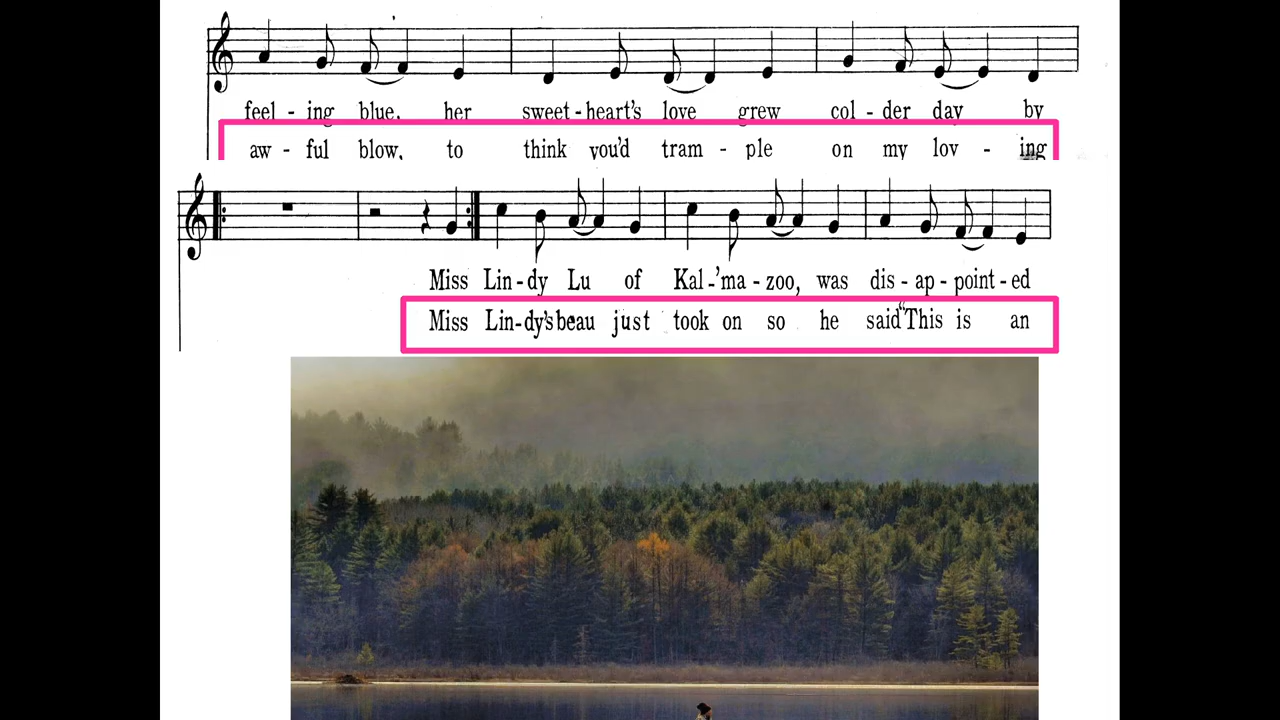 feel - ing blue, her sweet - heart's love grew col - der day by
aw - ful blow, to think you'd tram - ple on my lov - ing
Miss Lin - dy Lu of Kal - 'ma - zoo, was dis - ap - point - ed
Miss Lin - dy's beau just took on so he said "This is an